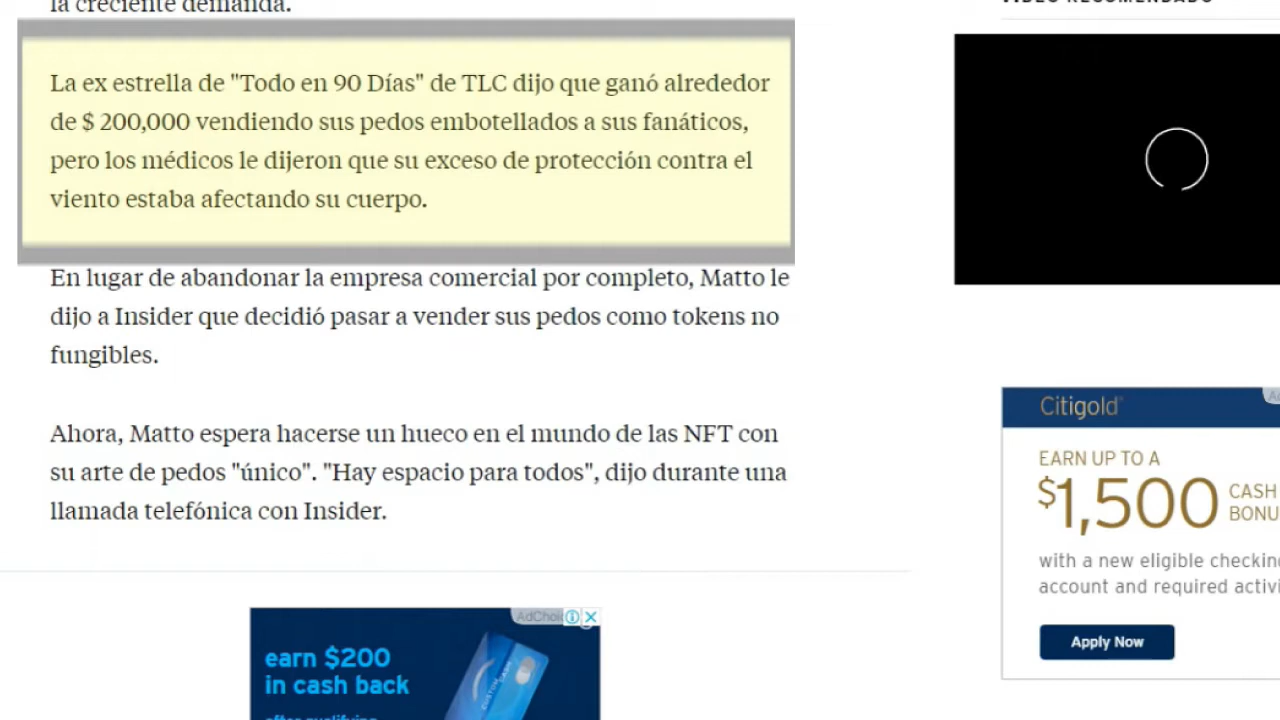 la creciente demanda.
La ex estrella de "Todo en 90 Días" de TLC dijo que ganó alrededor
de $ 200,000 vendiendo sus pedos embotellados a sus fanáticos,
pero los médicos le dijeron que su exceso de protección contra el
viento estaba afectando su cuerpo.
En lugar de abandonar la empresa comercial por completo, Matto le
dijo a Insider que decidió pasar a vender sus pedos como tokens no
fungibles.
Ahora, Matto espera hacerse un hueco en el mundo de las NFT con
su arte de pedos "único". "Hay espacio para todos", dijo durante una
llamada telefónica con Insider.
AdChoi
earn $200
in cash back
after qualifying
CUSTOM CASH
RECOMENDADO
Citigold
EARN UP TO A
$1,500 CASH
BONU
with a new eligible checkin
account and required activi
Apply Now